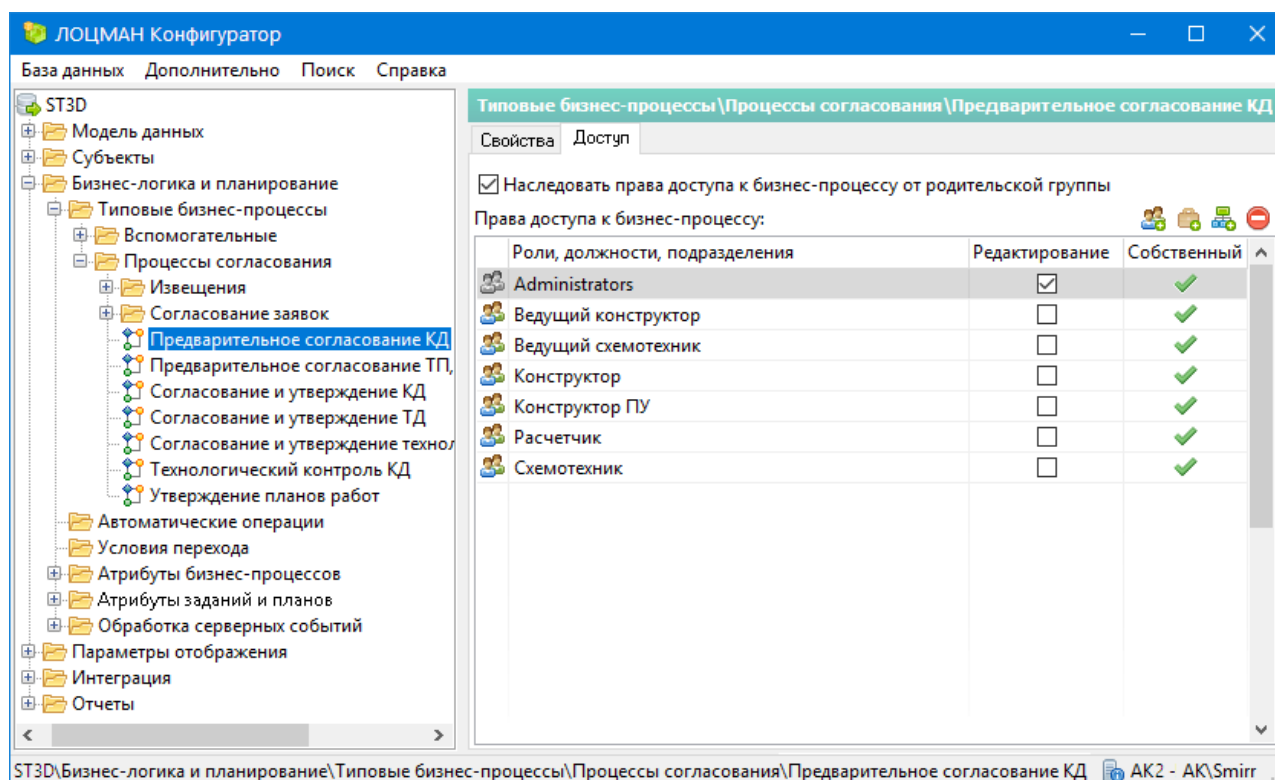 ЛОЦМАН Конфигуратор
База данных Дополнительно Поиск Справка
ST3D
Модель данных
Субъекты
Бизнес-логика и планирование
Типовые бизнес-процессы
Вспомогательные
Процессы согласования
Извещения
Согласование заявок
Предварительное согласование КД
Предварительное согласование ТП,
Согласование и утверждение КД
Согласование и утверждение ТД
Согласование и утверждение технол
Технологический контроль КД
Утверждение планов работ
Автоматические операции
Условия перехода
Атрибуты бизнес-процессов
Атрибуты заданий и планов
Обработка серверных событий
Параметры отображения
Интеграция
Отчеты
Типовые бизнес-процессы\Процессы согласования\Предварительное согласование КД
Свойства Доступ
Наследовать права доступа к бизнес-процессу от родительской группы
Права доступа к бизнес-процессу:
Роли, должности, подразделения Редактирование Собственный
Administrators
Ведущий конструктор
Ведущий схемотехник
Конструктор
Конструктор ПУ
Расчетчик
Схемотехник
ST3D\Бизнес-логика и планирование\Типовые бизнес-процессы\Процессы согласования\Предварительное согласование КД AK2 - AK\Smirr